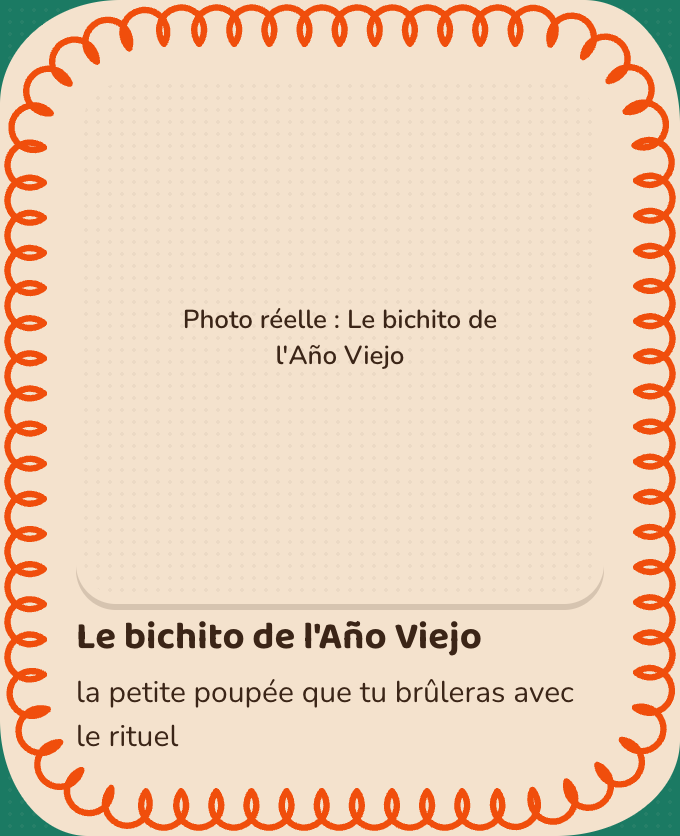 Photo réelle : Le bichito de
l'Año Viejo
Le bichito de l'Año Viejo
la petite poupée que tu brûleras avec
le rituel